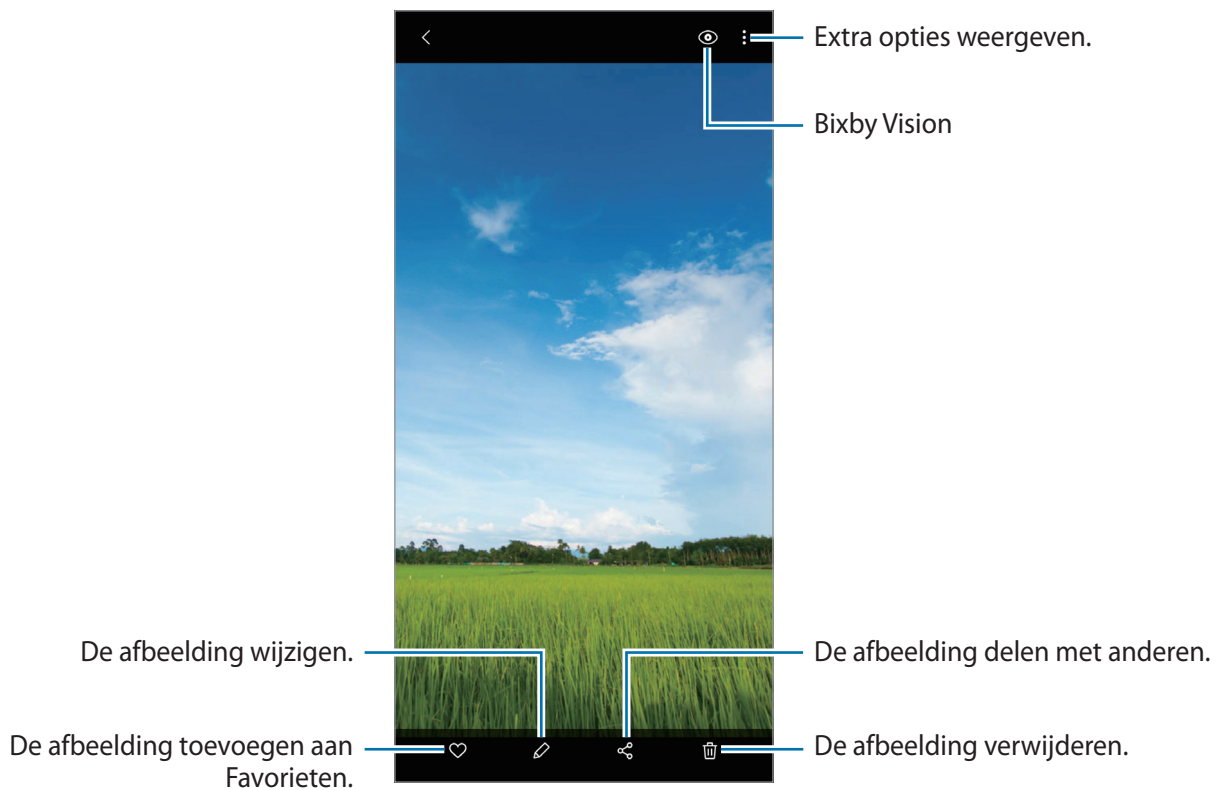 Extra opties weergeven.
Bixby Vision
De afbeelding wijzigen.
De afbeelding delen met anderen.
De afbeelding toevoegen aan
Favorieten.
De afbeelding verwijderen.